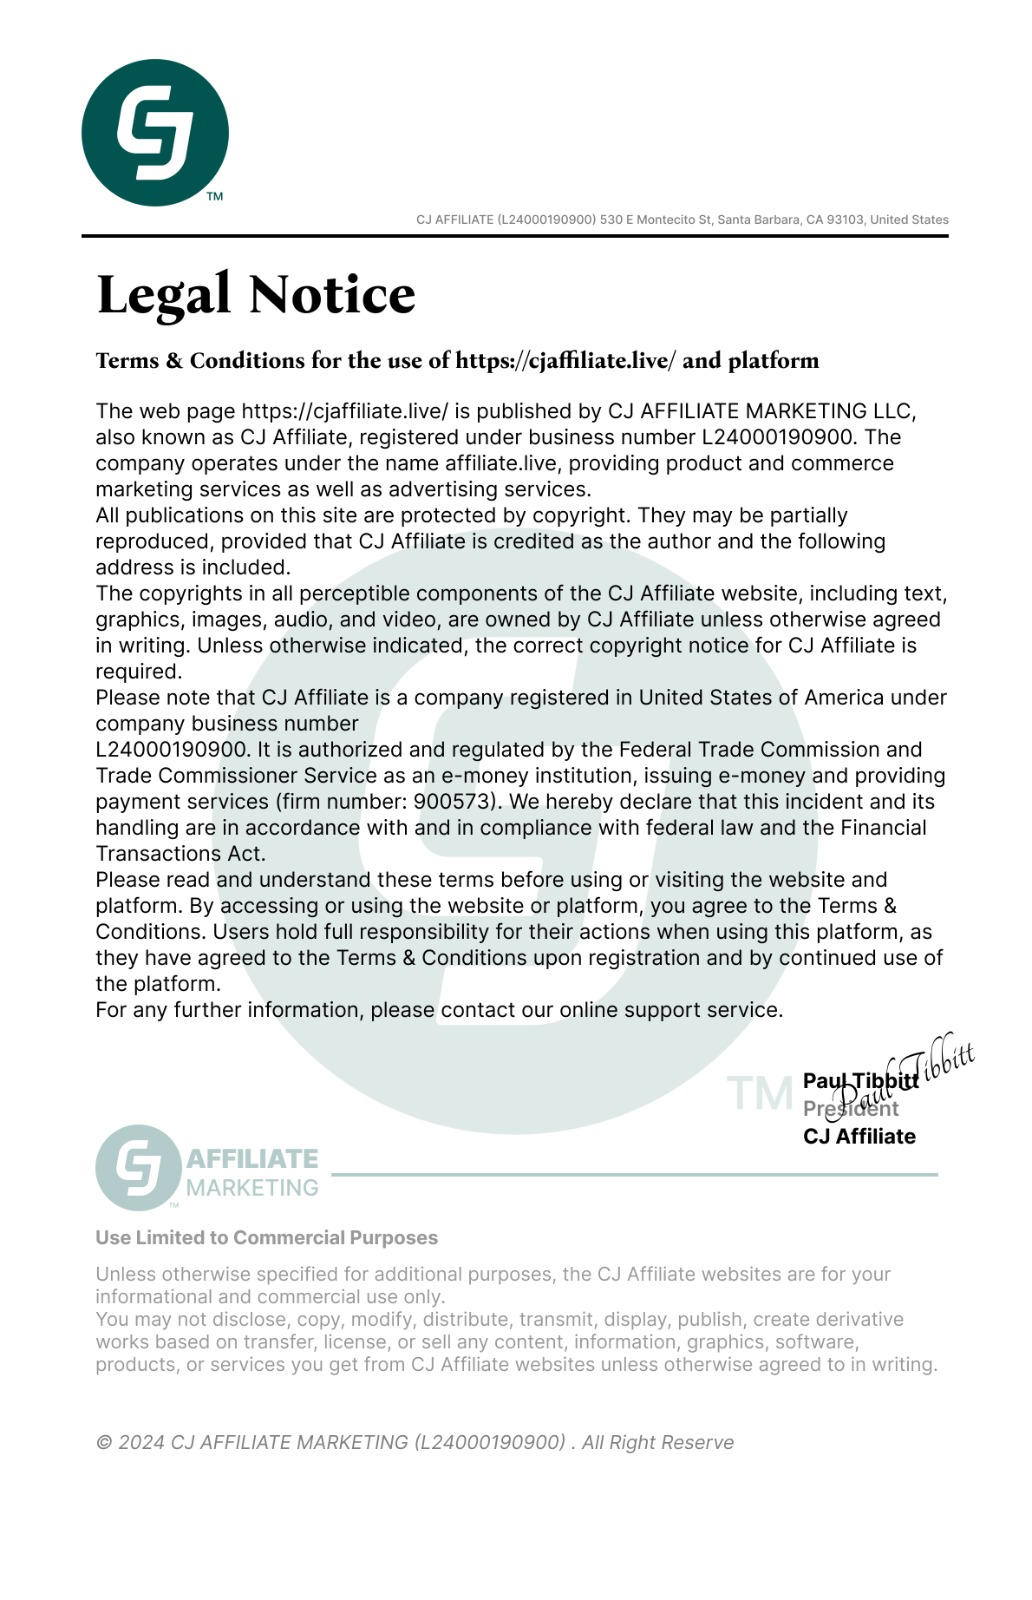 CJ
TM
CJ AFFILIATE (L24000190900) 530 E Montecito St, Santa Barbara, CA 93103, United States
Legal Notice
Terms & Conditions for the use of https://cjaffiliate.live/ and platform
The web page https://cjaffiliate.live/ is published by CJ AFFILIATE MARKETING LLC,
also known as CJ Affiliate, registered under business number L24000190900. The
company operates under the name affiliate.live, providing product and commerce
marketing services as well as advertising services.
All publications on this site are protected by copyright. They may be partially
reproduced, provided that CJ Affiliate is credited as the author and the following
address is included.
The copyrights in all perceptible components of the CJ Affiliate website, including text,
graphics, images, audio, and video, are owned by CJ Affiliate unless otherwise agreed
in writing. Unless otherwise indicated, the correct copyright notice for CJ Affiliate is
required.
Please note that CJ Affiliate is a company registered in United States of America under
company business number
L24000190900. It is authorized and regulated by the Federal Trade Commission and
Trade Commissioner Service as an e-money institution, issuing e-money and providing
payment services (firm number: 900573). We hereby declare that this incident and its
handling are in accordance with and in compliance with federal law and the Financial
Transactions Act.
Please read and understand these terms before using or visiting the website and
platform. By accessing or using the website or platform, you agree to the Terms &
Conditions. Users hold full responsibility for their actions when using this platform, as
they have agreed to the Terms & Conditions upon registration and by continued use of
the platform.
For any further information, please contact our online support service.
CJ
TM
Paul Tibbitt
Paul Tibbitt
President
CJ Affiliate
CJ
TM
AFFILIATE
MARKETING
Use Limited to Commercial Purposes
Unless otherwise specified for additional purposes, the CJ Affiliate websites are for your
informational and commercial use only.
You may not disclose, copy, modify, distribute, transmit, display, publish, create derivative
works based on transfer, license, or sell any content, information, graphics, software,
products, or services you get from CJ Affiliate websites unless otherwise agreed to in writing.
© 2024 CJ AFFILIATE MARKETING (L24000190900) . All Right Reserve